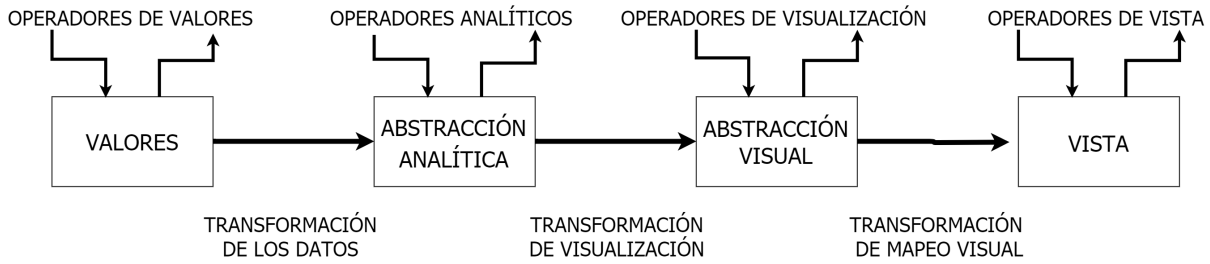 OPERADORES DE VALORES
OPERADORES ANALÍTICOS
OPERADORES DE VISUALIZACIÓN
OPERADORES DE VISTA
VALORES
ABSTRACCIÓN
ANALÍTICA
ABSTRACCIÓN
VISUAL
VISTA
TRANSFORMACIÓN
DE LOS DATOS
TRANSFORMACIÓN
DE VISUALIZACIÓN
TRANSFORMACIÓN
DE MAPEO VISUAL